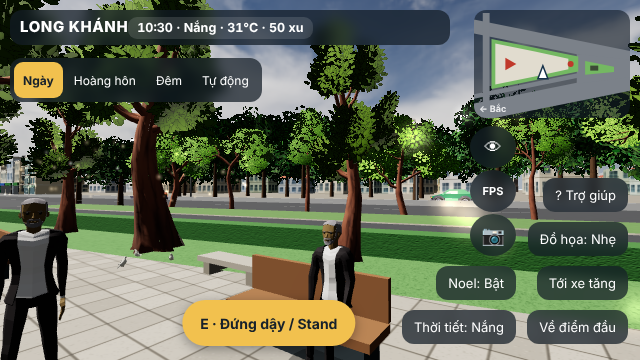 LONG KHÁNH 10:30 · Nắng · 31°C · 50 xu
Ngày Hoàng hôn Đêm Tự động
← Bắc
FPS
? Trợ giúp
Đồ họa: Nhẹ
Noel: Bật
Tới xe tăng
E · Đứng dậy / Stand
Thời tiết: Nắng
Về điểm đầu